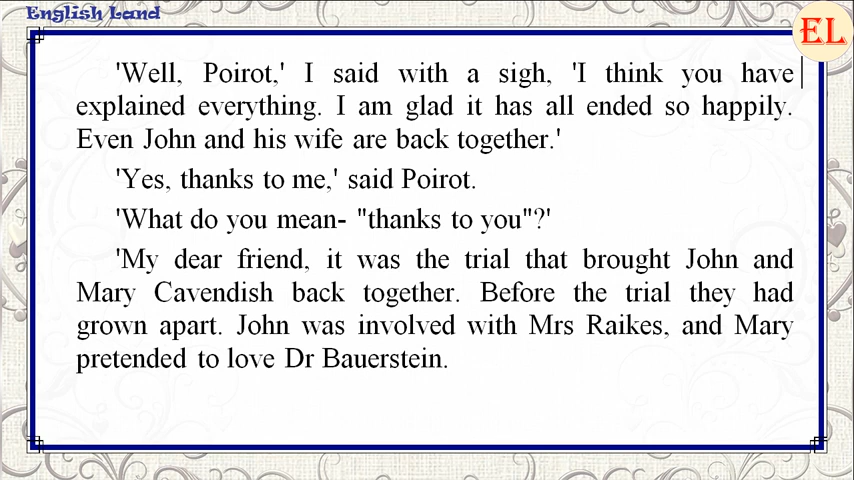 English Land
EL
'Well, Poirot,' I said with a sigh, 'I think you have
explained everything. I am glad it has all ended so happily.
Even John and his wife are back together.'
'Yes, thanks to me,' said Poirot.
'What do you mean- "thanks to you"?'
'My dear friend, it was the trial that brought John and
Mary Cavendish back together. Before the trial they had
grown apart. John was involved with Mrs Raikes, and Mary
pretended to love Dr Bauerstein.